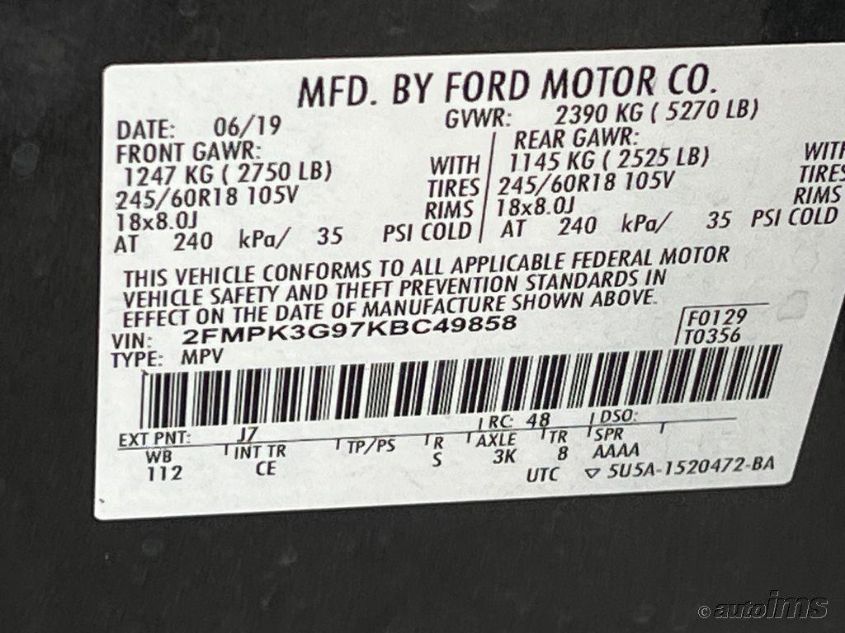 MFD. BY FORD MOTOR CO.
DATE: 06/19 GVWR: 2390 KG ( 5270 LB)
FRONT GAWR: REAR GAWR:
1247 KG ( 2750 LB) WITH 1145 KG ( 2525 LB) WITH
245/60R18 105V TIRES 245/60R18 105V TIRES
18x8.0J RIMS 18x8.0J RIMS
AT 240 kPa/ 35 PSI COLD AT 240 kPa/ 35 PSI COLD
THIS VEHICLE CONFORMS TO ALL APPLICABLE FEDERAL MOTOR
VEHICLE SAFETY AND THEFT PREVENTION STANDARDS IN
EFFECT ON THE DATE OF MANUFACTURE SHOWN ABOVE.
VIN: 2FMPK3G97KBC49858 F0129
TYPE: MPV T0356
EXT PNT: J7 RC: 48 DSO:
WB INT TR TP/PS R AXLE TR SPR
112 CE S 3K 8 AAAA
UTC ▽ 5U5A-1520472-BA
© autoims